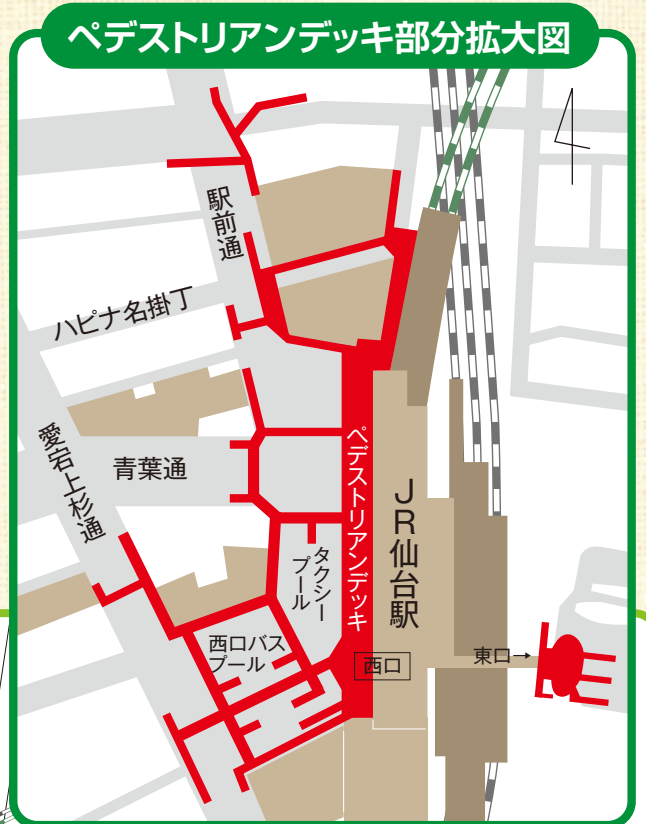 ペデストリアンデッキ部分拡大図
駅前通
ハピナ名掛丁
愛宕上杉通
青葉通
ペデストリアンデッキ
JR仙台駅
タクシー
プール
西口バス
プール
西口
東口→